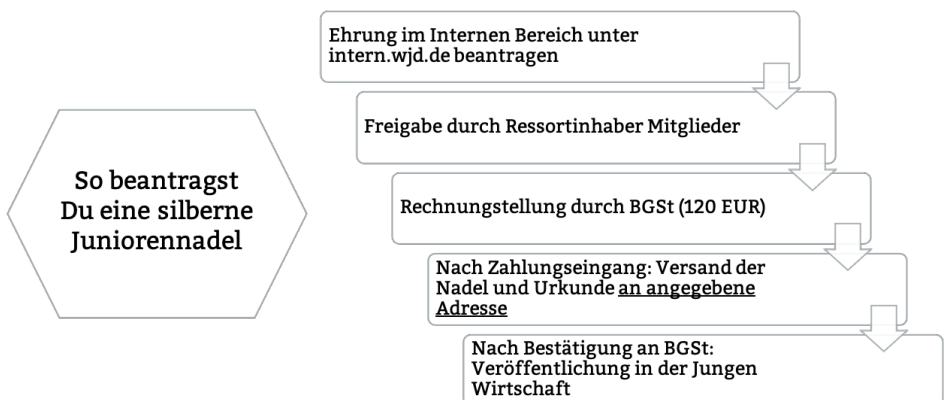 So beantragst
Du eine silberne
Juniorennadel
Ehrung im Internen Bereich unter
intern.wjd.de beantragen
Freigabe durch Ressortinhaber Mitglieder
Rechnungstellung durch BGSt (120 EUR)
Nach Zahlungseingang: Versand der
Nadel und Urkunde an angegebene
Adresse
Nach Bestätigung an BGSt:
Veröffentlichung in der Jungen
Wirtschaft